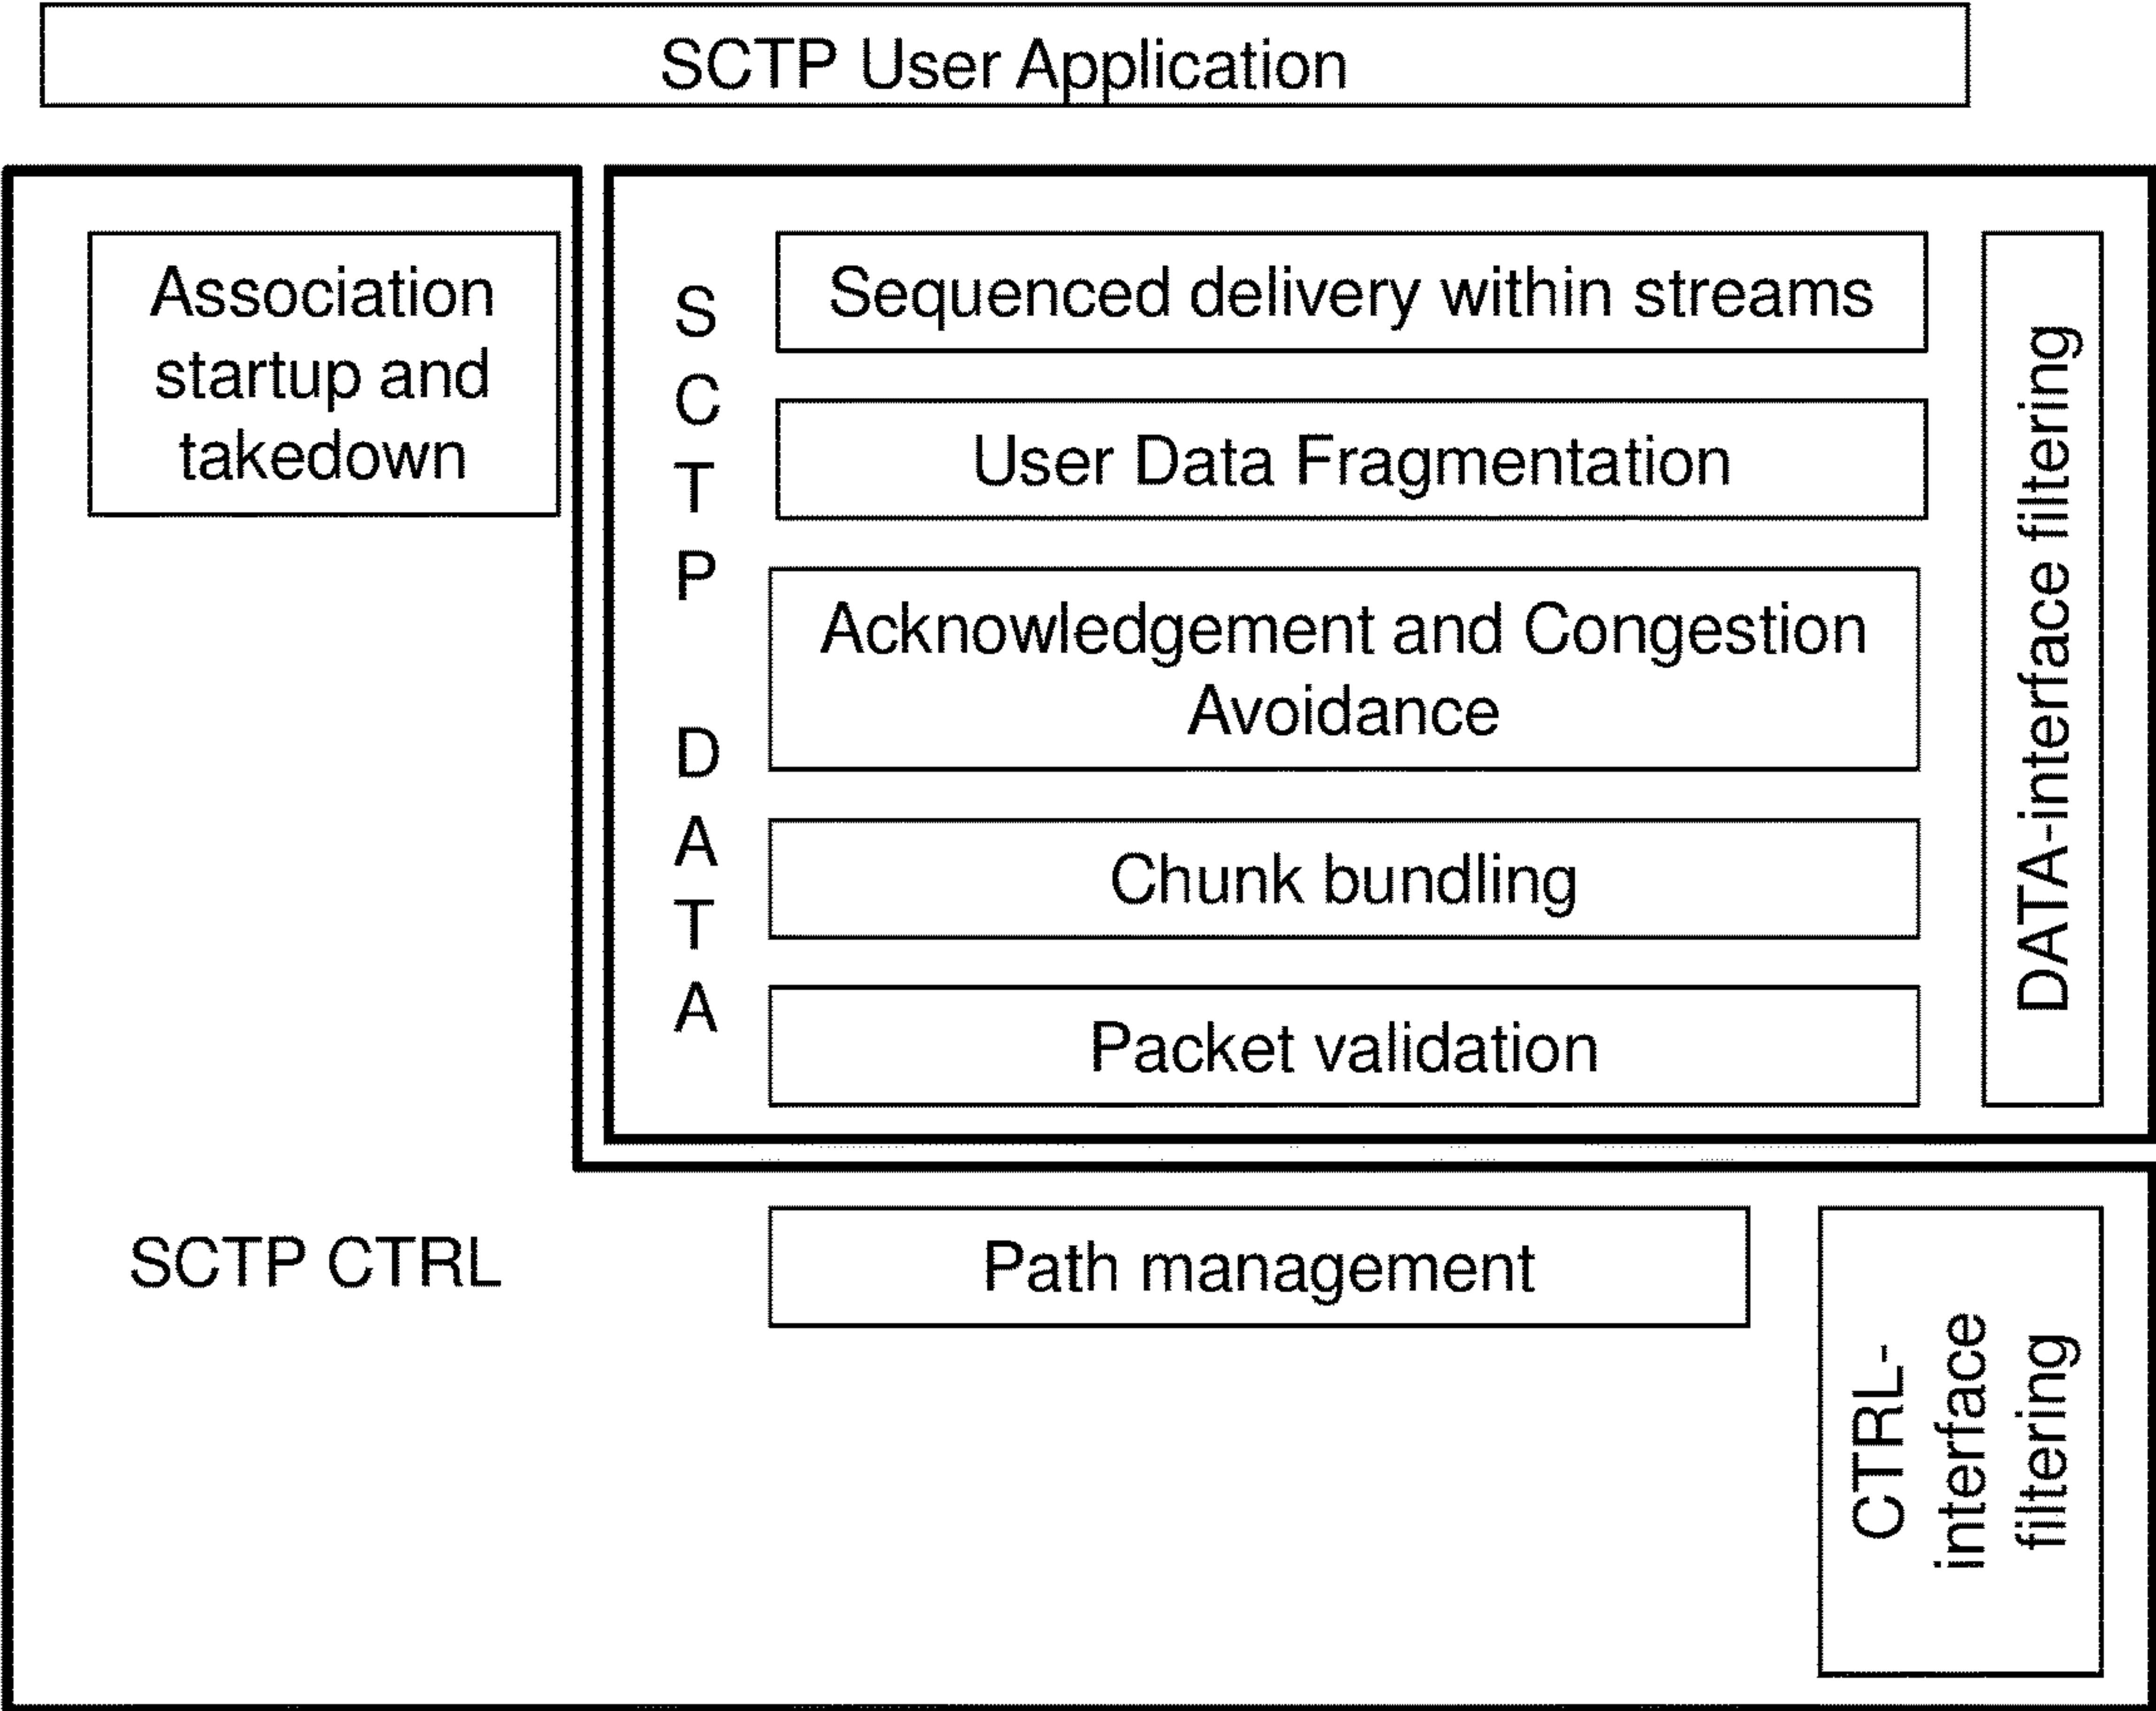 SCTP User Application
Association
startup and
takedown
S
C
T
P
D
A
T
A
Sequenced delivery within streams
User Data Fragmentation
Acknowledgement and Congestion
Avoidance
Chunk bundling
Packet validation
DATA-interface filtering
SCTP CTRL
Path management
CTRL-
interface
filtering